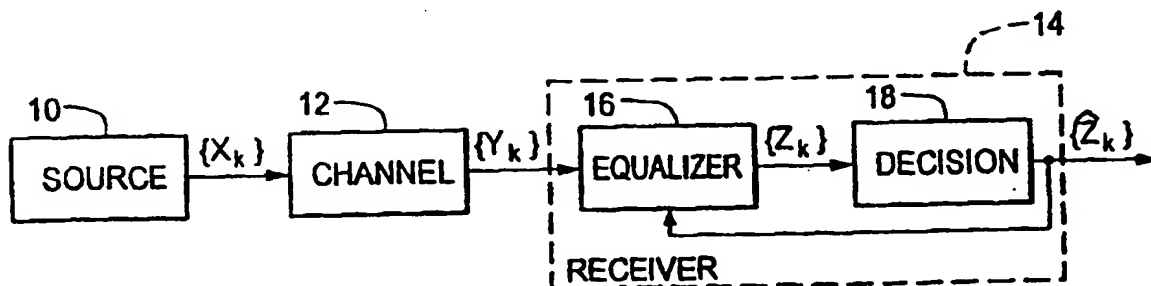 14
10
12
16
18
{X_k}
{Y_k}
{Z_k}
{Ẑ_k}
SOURCE
CHANNEL
EQUALIZER
DECISION
RECEIVER